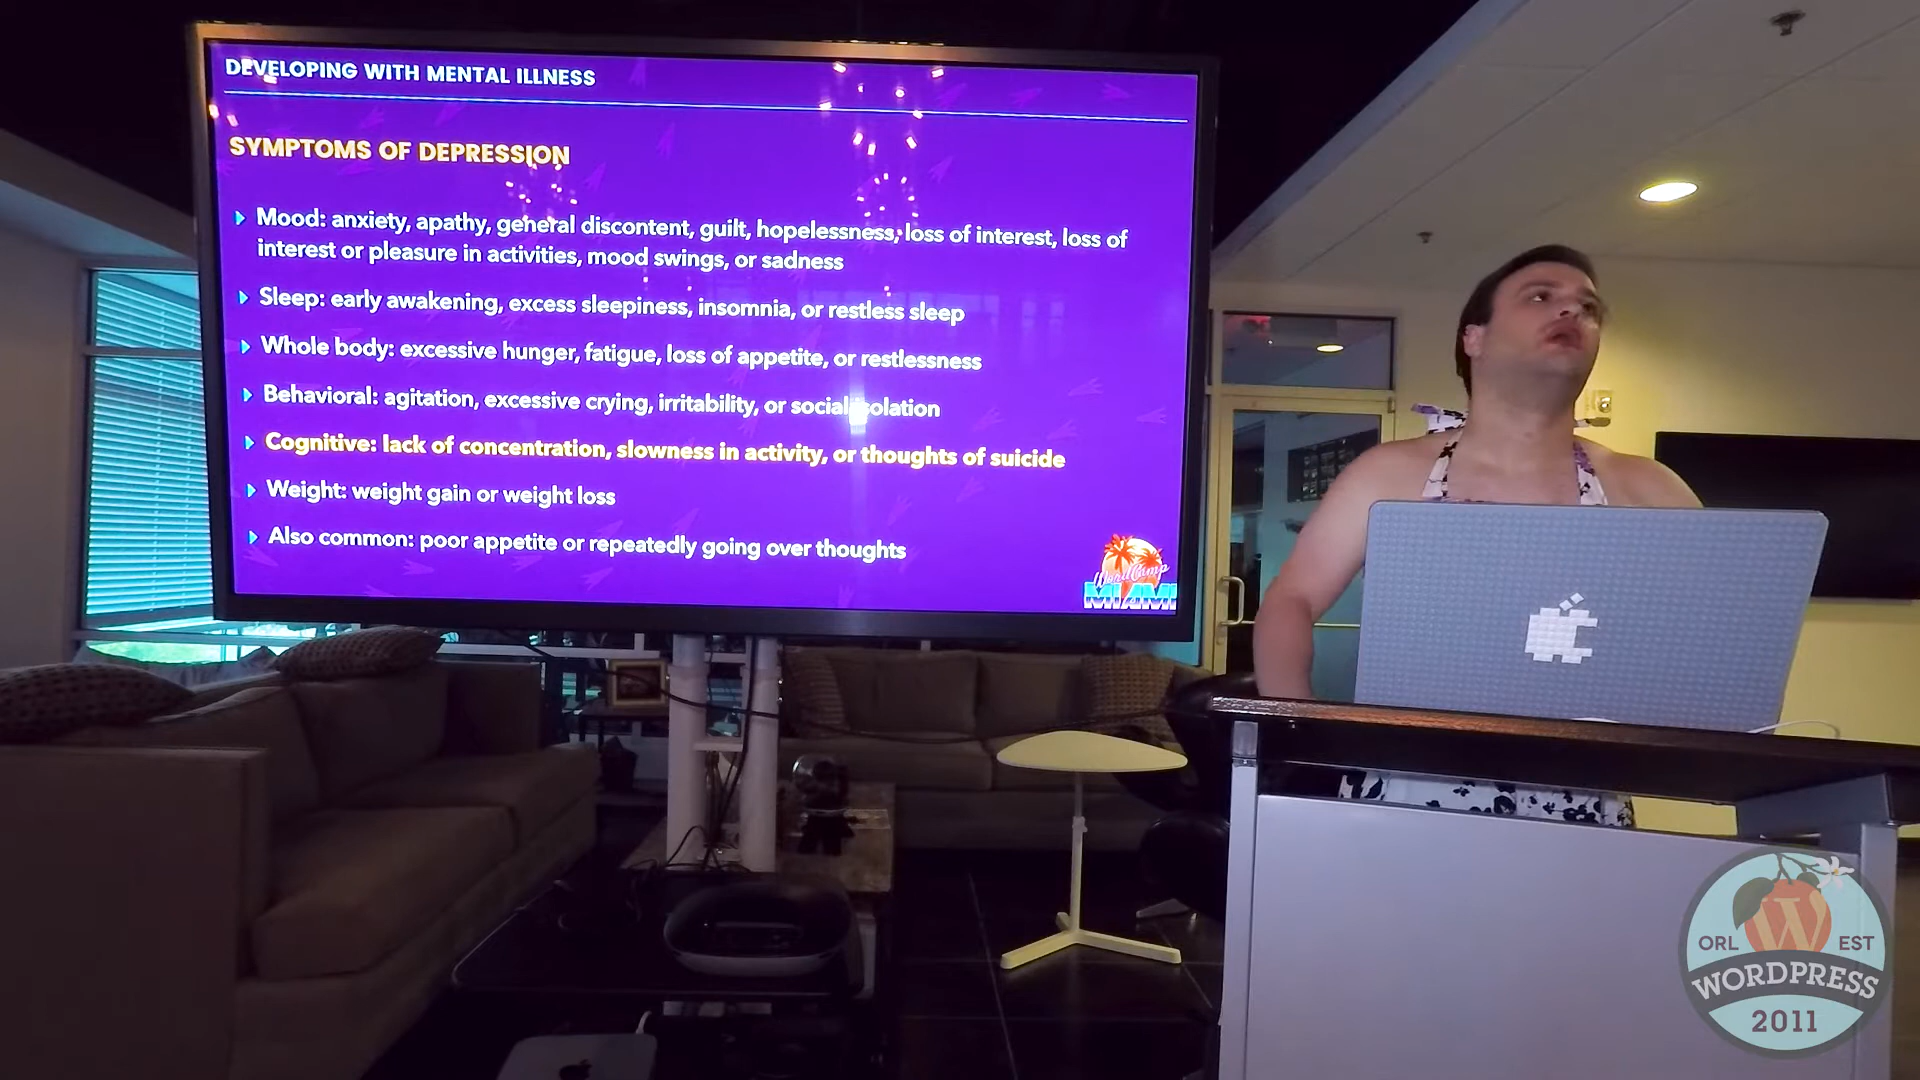 DEVELOPING WITH MENTAL ILLNESS
SYMPTOMS OF DEPRESSION
Mood: anxiety, apathy, general discontent, guilt, hopelessness, loss of interest, loss of
interest or pleasure in activities, mood swings, or sadness
Sleep: early awakening, excess sleepiness, insomnia, or restless sleep
Whole body: excessive hunger, fatigue, loss of appetite, or restlessness
Behavioral: agitation, excessive crying, irritability, or social isolation
Cognitive: lack of concentration, slowness in activity, or thoughts of suicide
Weight: weight gain or weight loss
Also common: poor appetite or repeatedly going over thoughts
WordCamp
MIAMI
W
ORL EST
WORDPRESS
2011